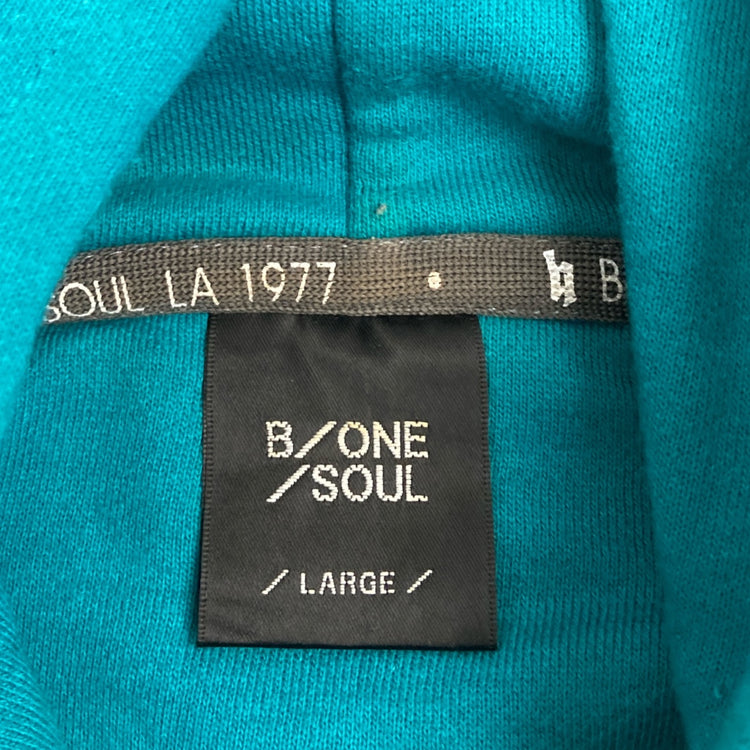 SOUL LA 1977 B
B/ONE
/SOUL
/ LARGE /